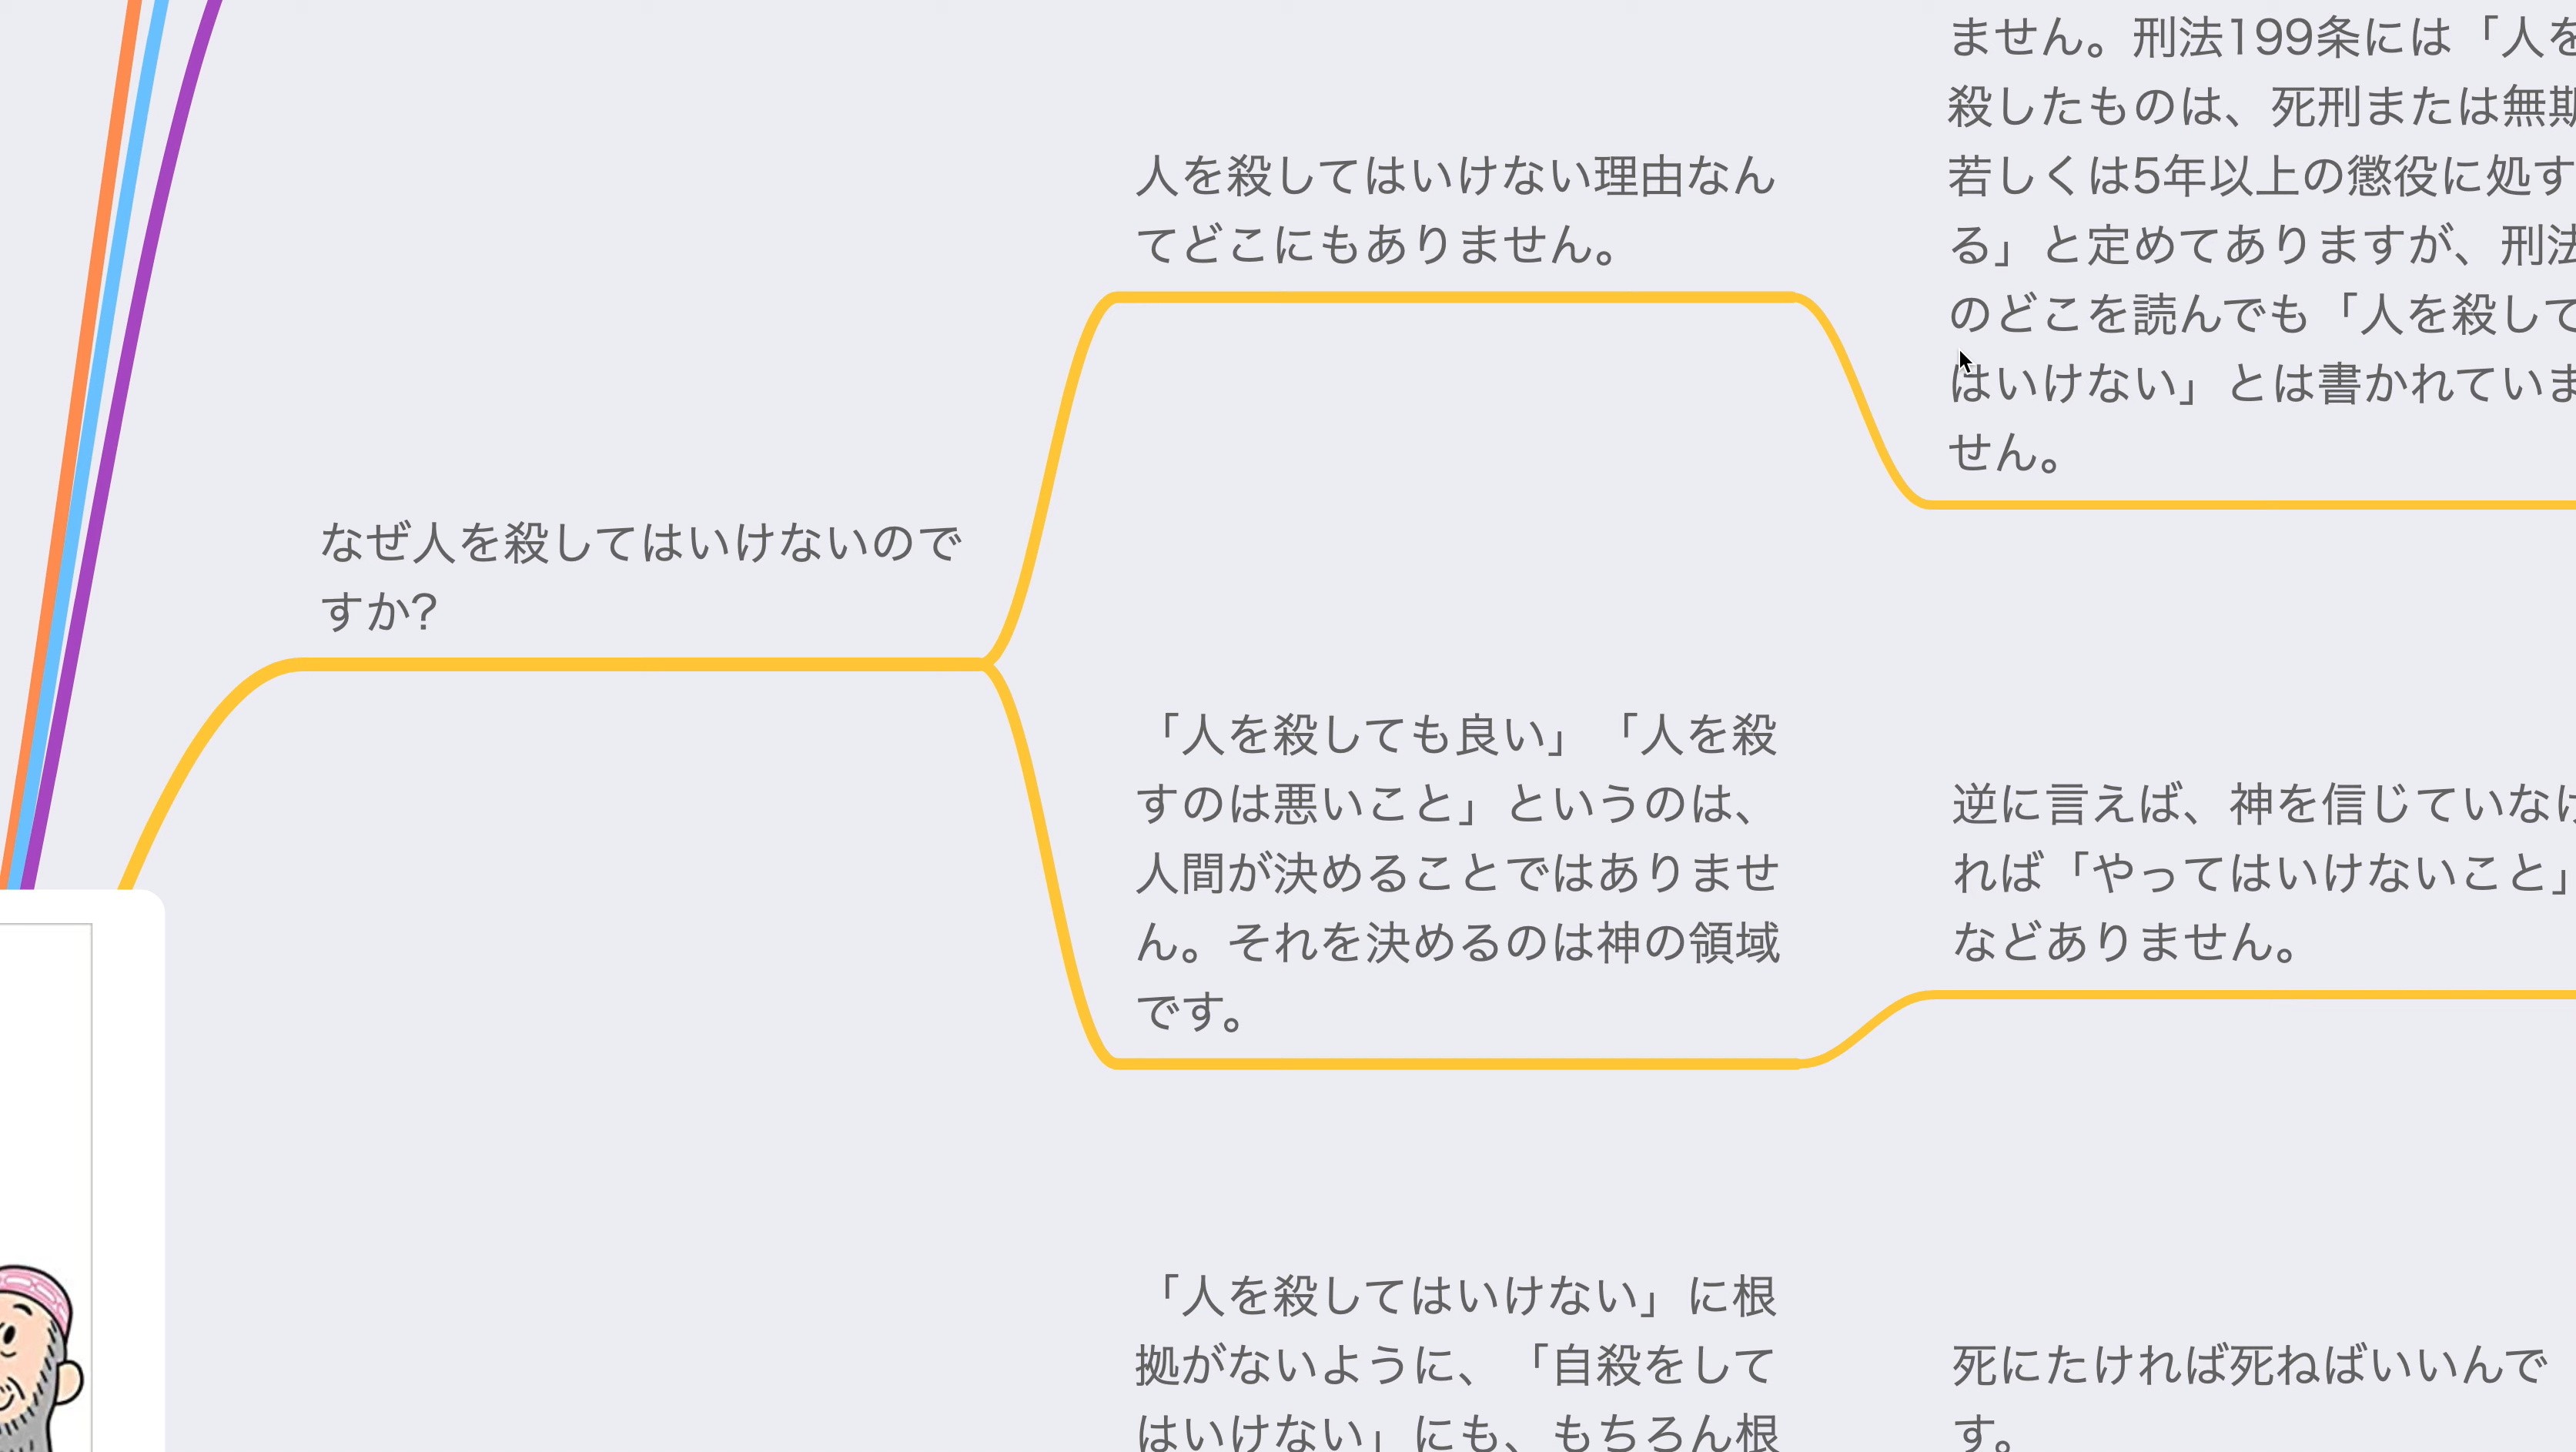 なぜ人を殺してはいけないので
すか?
人を殺してはいけない理由なん
てどこにもありません。
ません。刑法199条には「人を
殺したものは、死刑または無期
若しくは5年以上の懲役に処す
る」と定めてありますが、刑法
のどこを読んでも「人を殺して
はいけない」とは書かれていま
せん。
「人を殺しても良い」「人を殺
すのは悪いこと」というのは、
人間が決めることではありませ
ん。それを決めるのは神の領域
です。
逆に言えば、神を信じていなけ
れば「やってはいけないこと」
などありません。
「人を殺してはいけない」に根
拠がないように、「自殺をして
はいけない」にも、もちろん根
死にたければ死ねばいいんで
す。